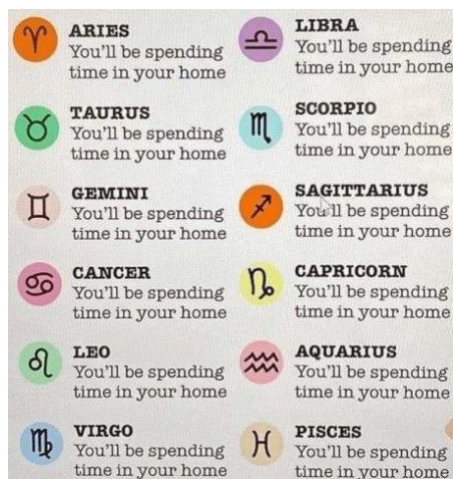 ARIES
You'll be spending
time in your home
TAURUS
You'll be spending
time in your home
GEMINI
You'll be spending
time in your home
CANCER
You'll be spending
time in your home
LEO
You'll be spending
time in your home
VIRGO
You'll be spending
time in your home
LIBRA
You'll be spending
time in your home
SCORPIO
You'll be spending
time in your home
SAGITTARIUS
You'll be spending
time in your home
CAPRICORN
You'll be spending
time in your home
AQUARIUS
You'll be spending
time in your home
PISCES
You'll be spending
time in your home